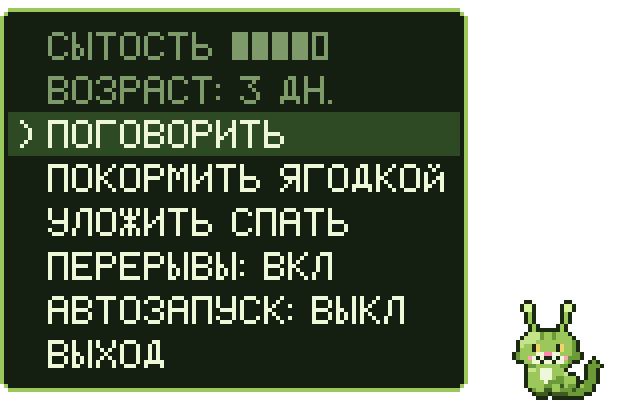 СЫТОСТЬ
ВОЗРАСТ: 3 ДН.
ПОГОВОРИТЬ
ПОКОРМИТЬ ЯГОДКОЙ
УЛОЖИТЬ СПАТЬ
ПЕРЕРЫВЫ: ВКЛ
АВТОЗАПУСК: ВЫКЛ
ВЫХОД